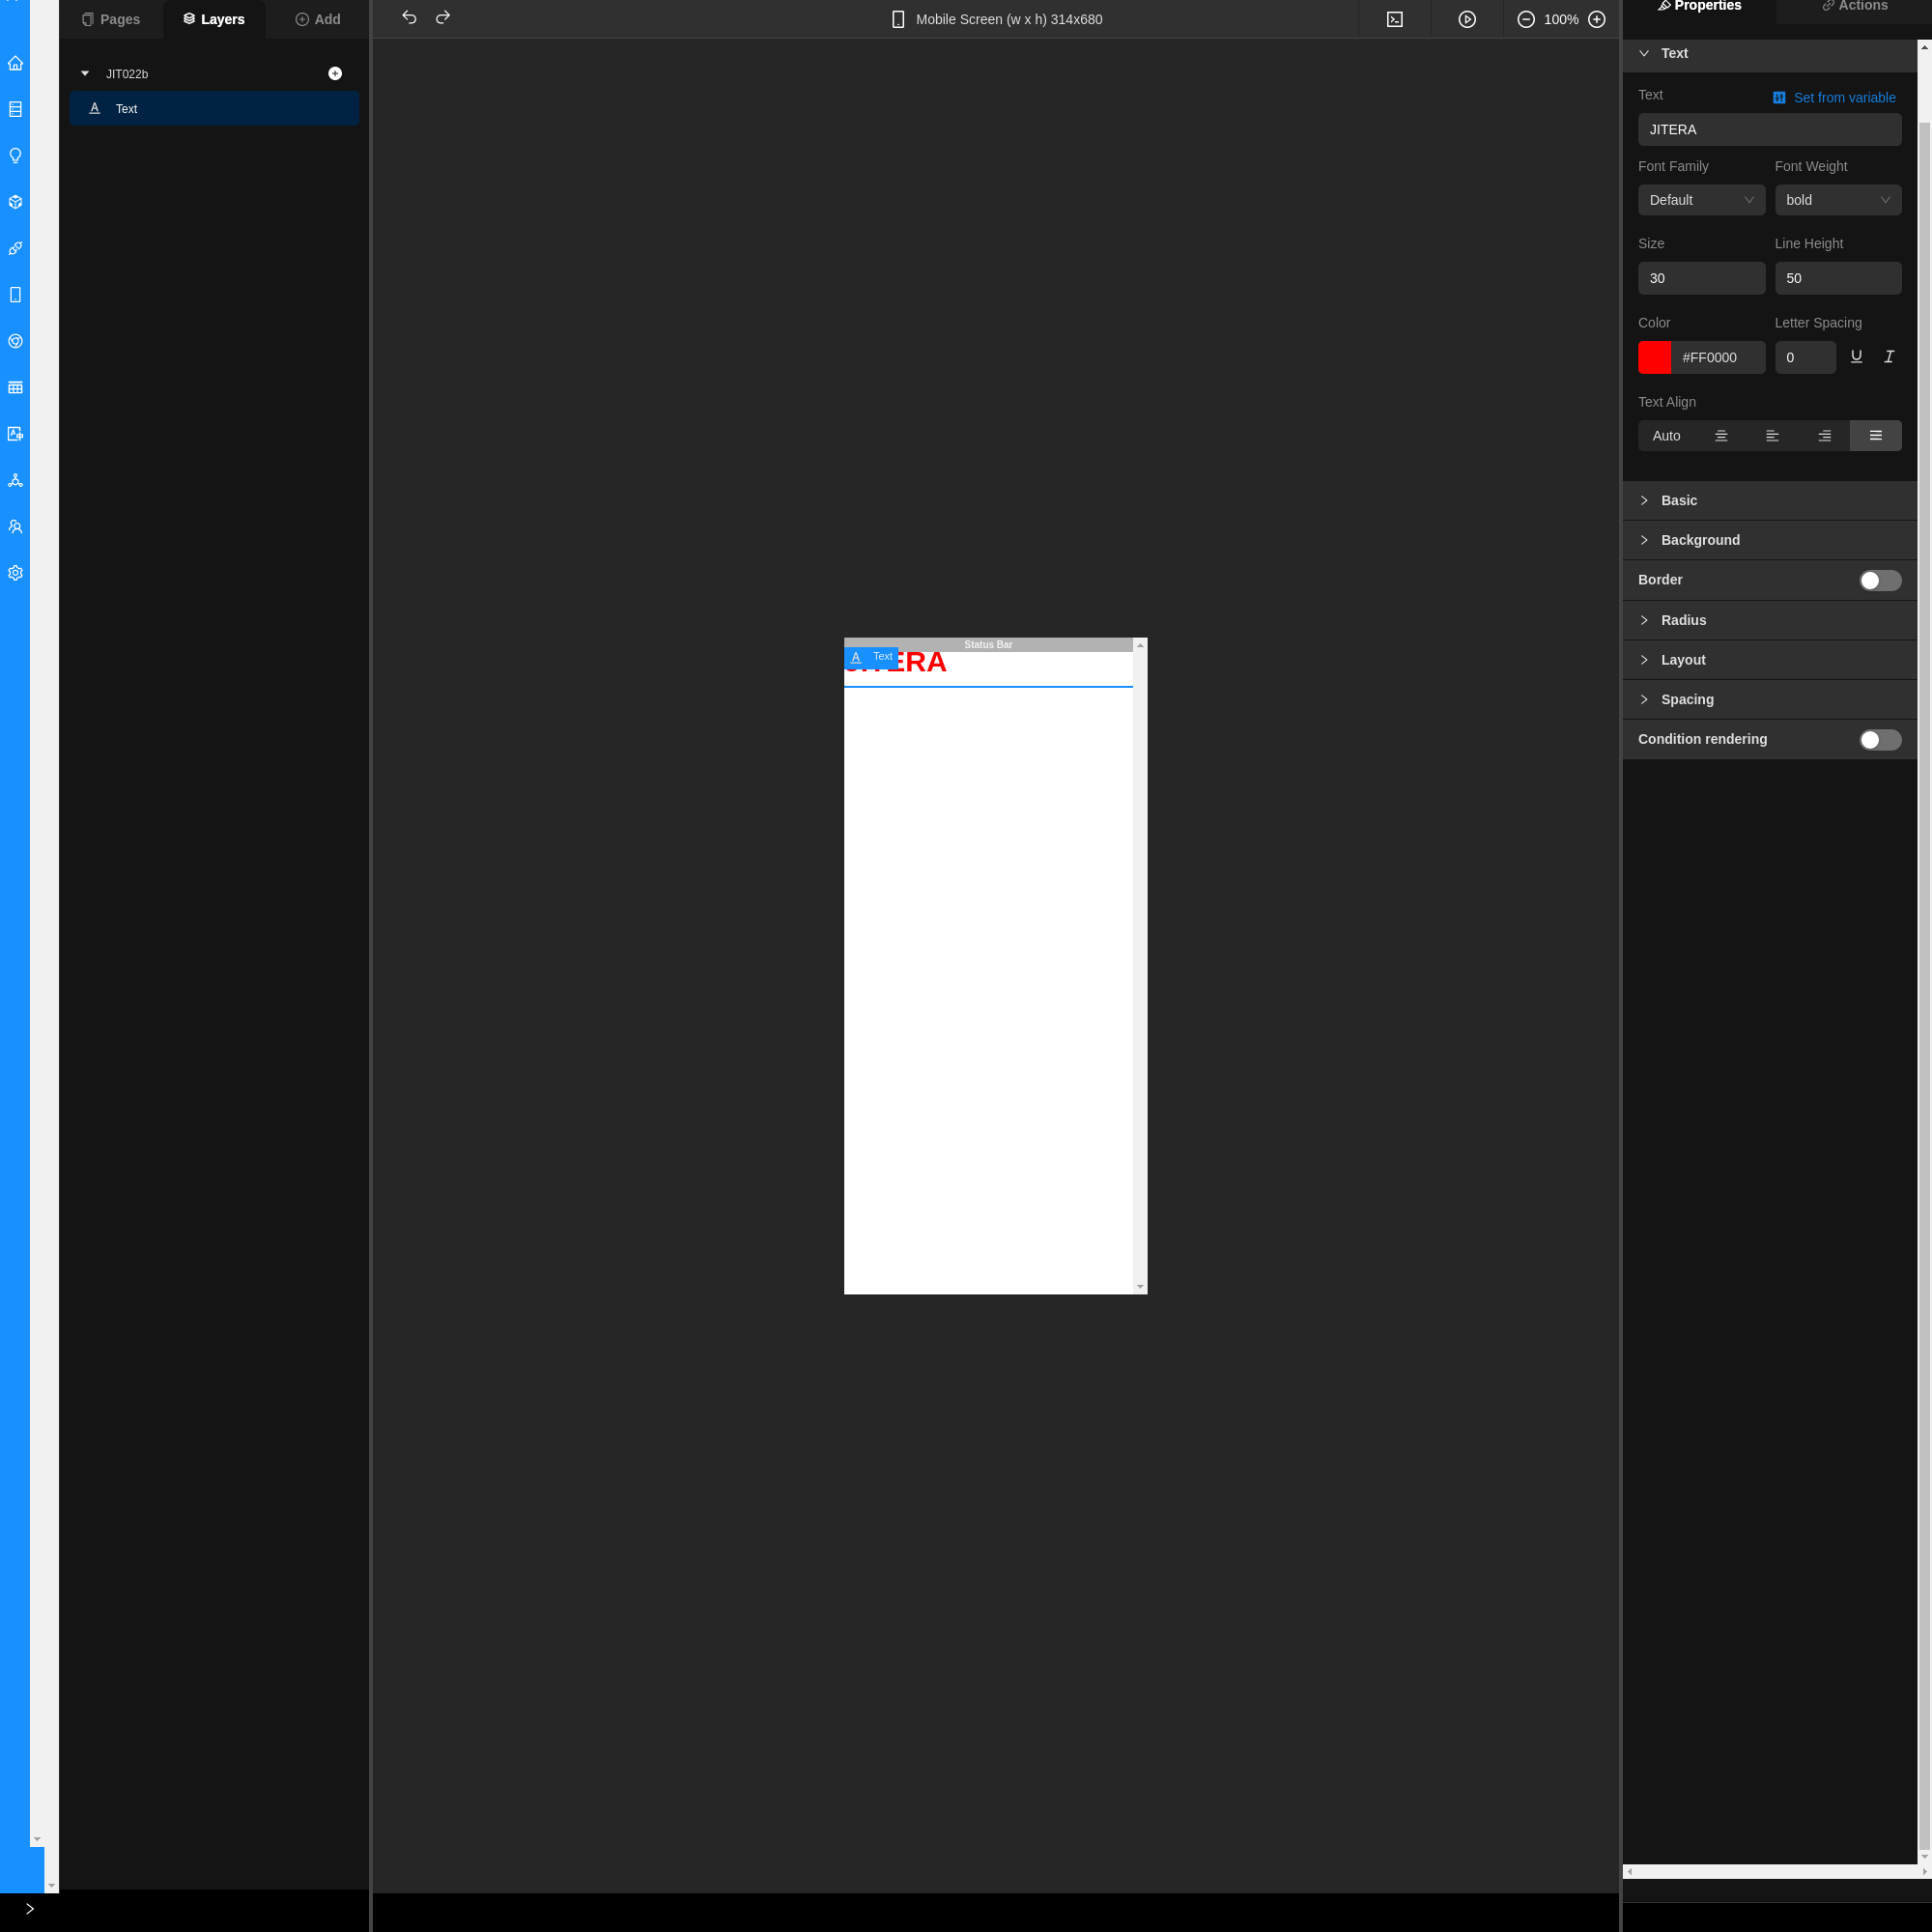 Pages Layers Add
Mobile Screen (w x h) 314x680
100%
Properties Actions
JIT022b
Text
Text
Text Set from variable
JITERA
Font Family Font Weight
Default bold
Size Line Height
30 50
Color Letter Spacing
#FF0000 0
Text Align
Auto
Basic
Background
Border
Radius
Layout
Spacing
Condition rendering
Status Bar
Text